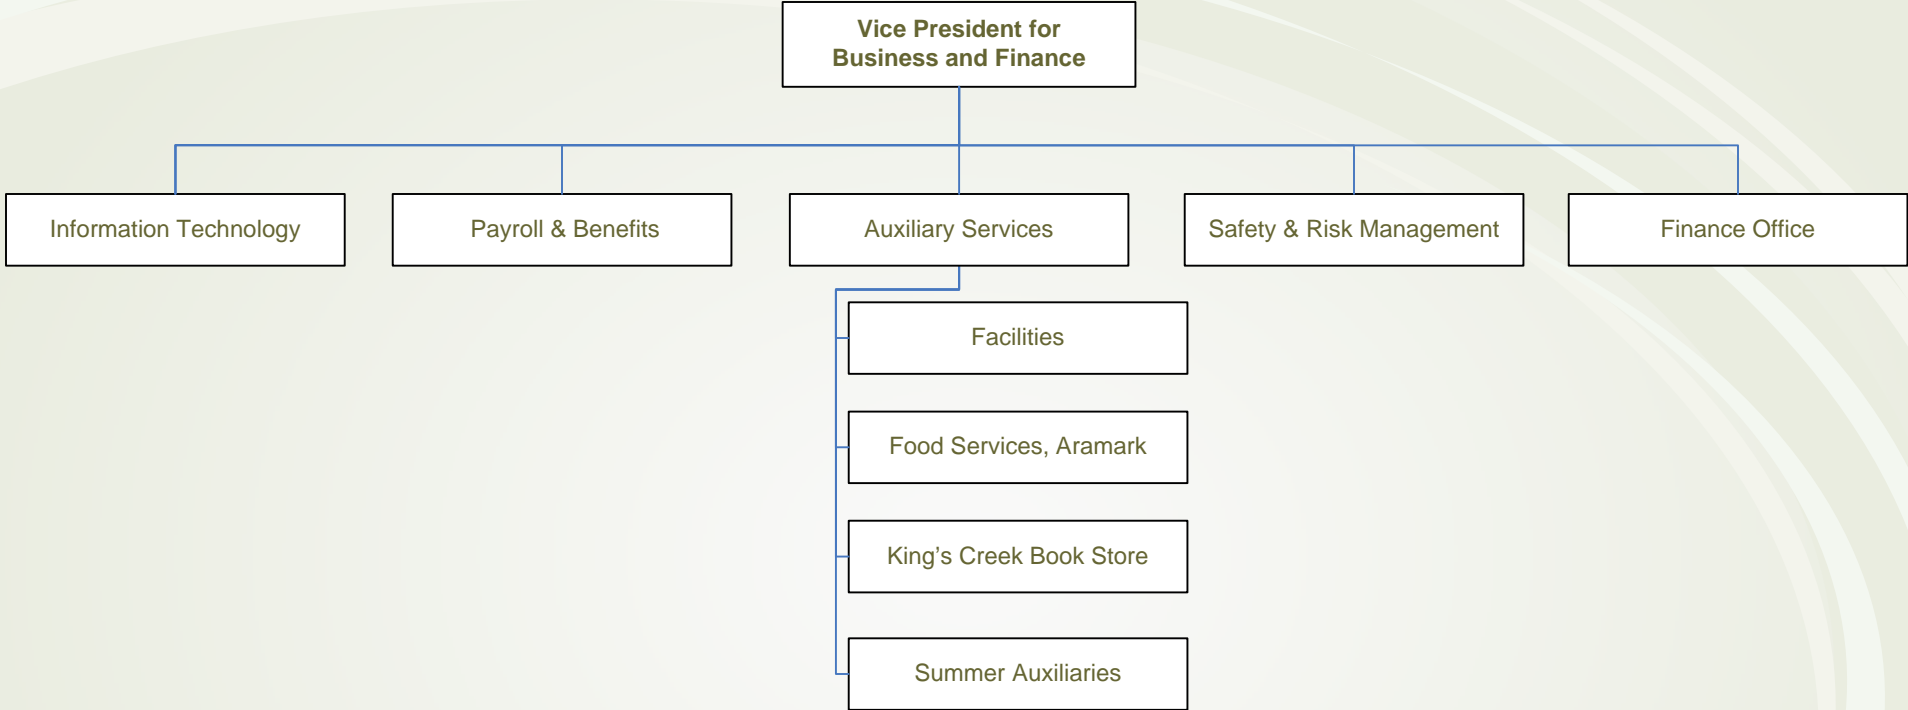 Vice President for
Business and Finance
Information Technology
Payroll & Benefits
Auxiliary Services
Safety & Risk Management
Finance Office
Facilities
Food Services, Aramark
King’s Creek Book Store
Summer Auxiliaries